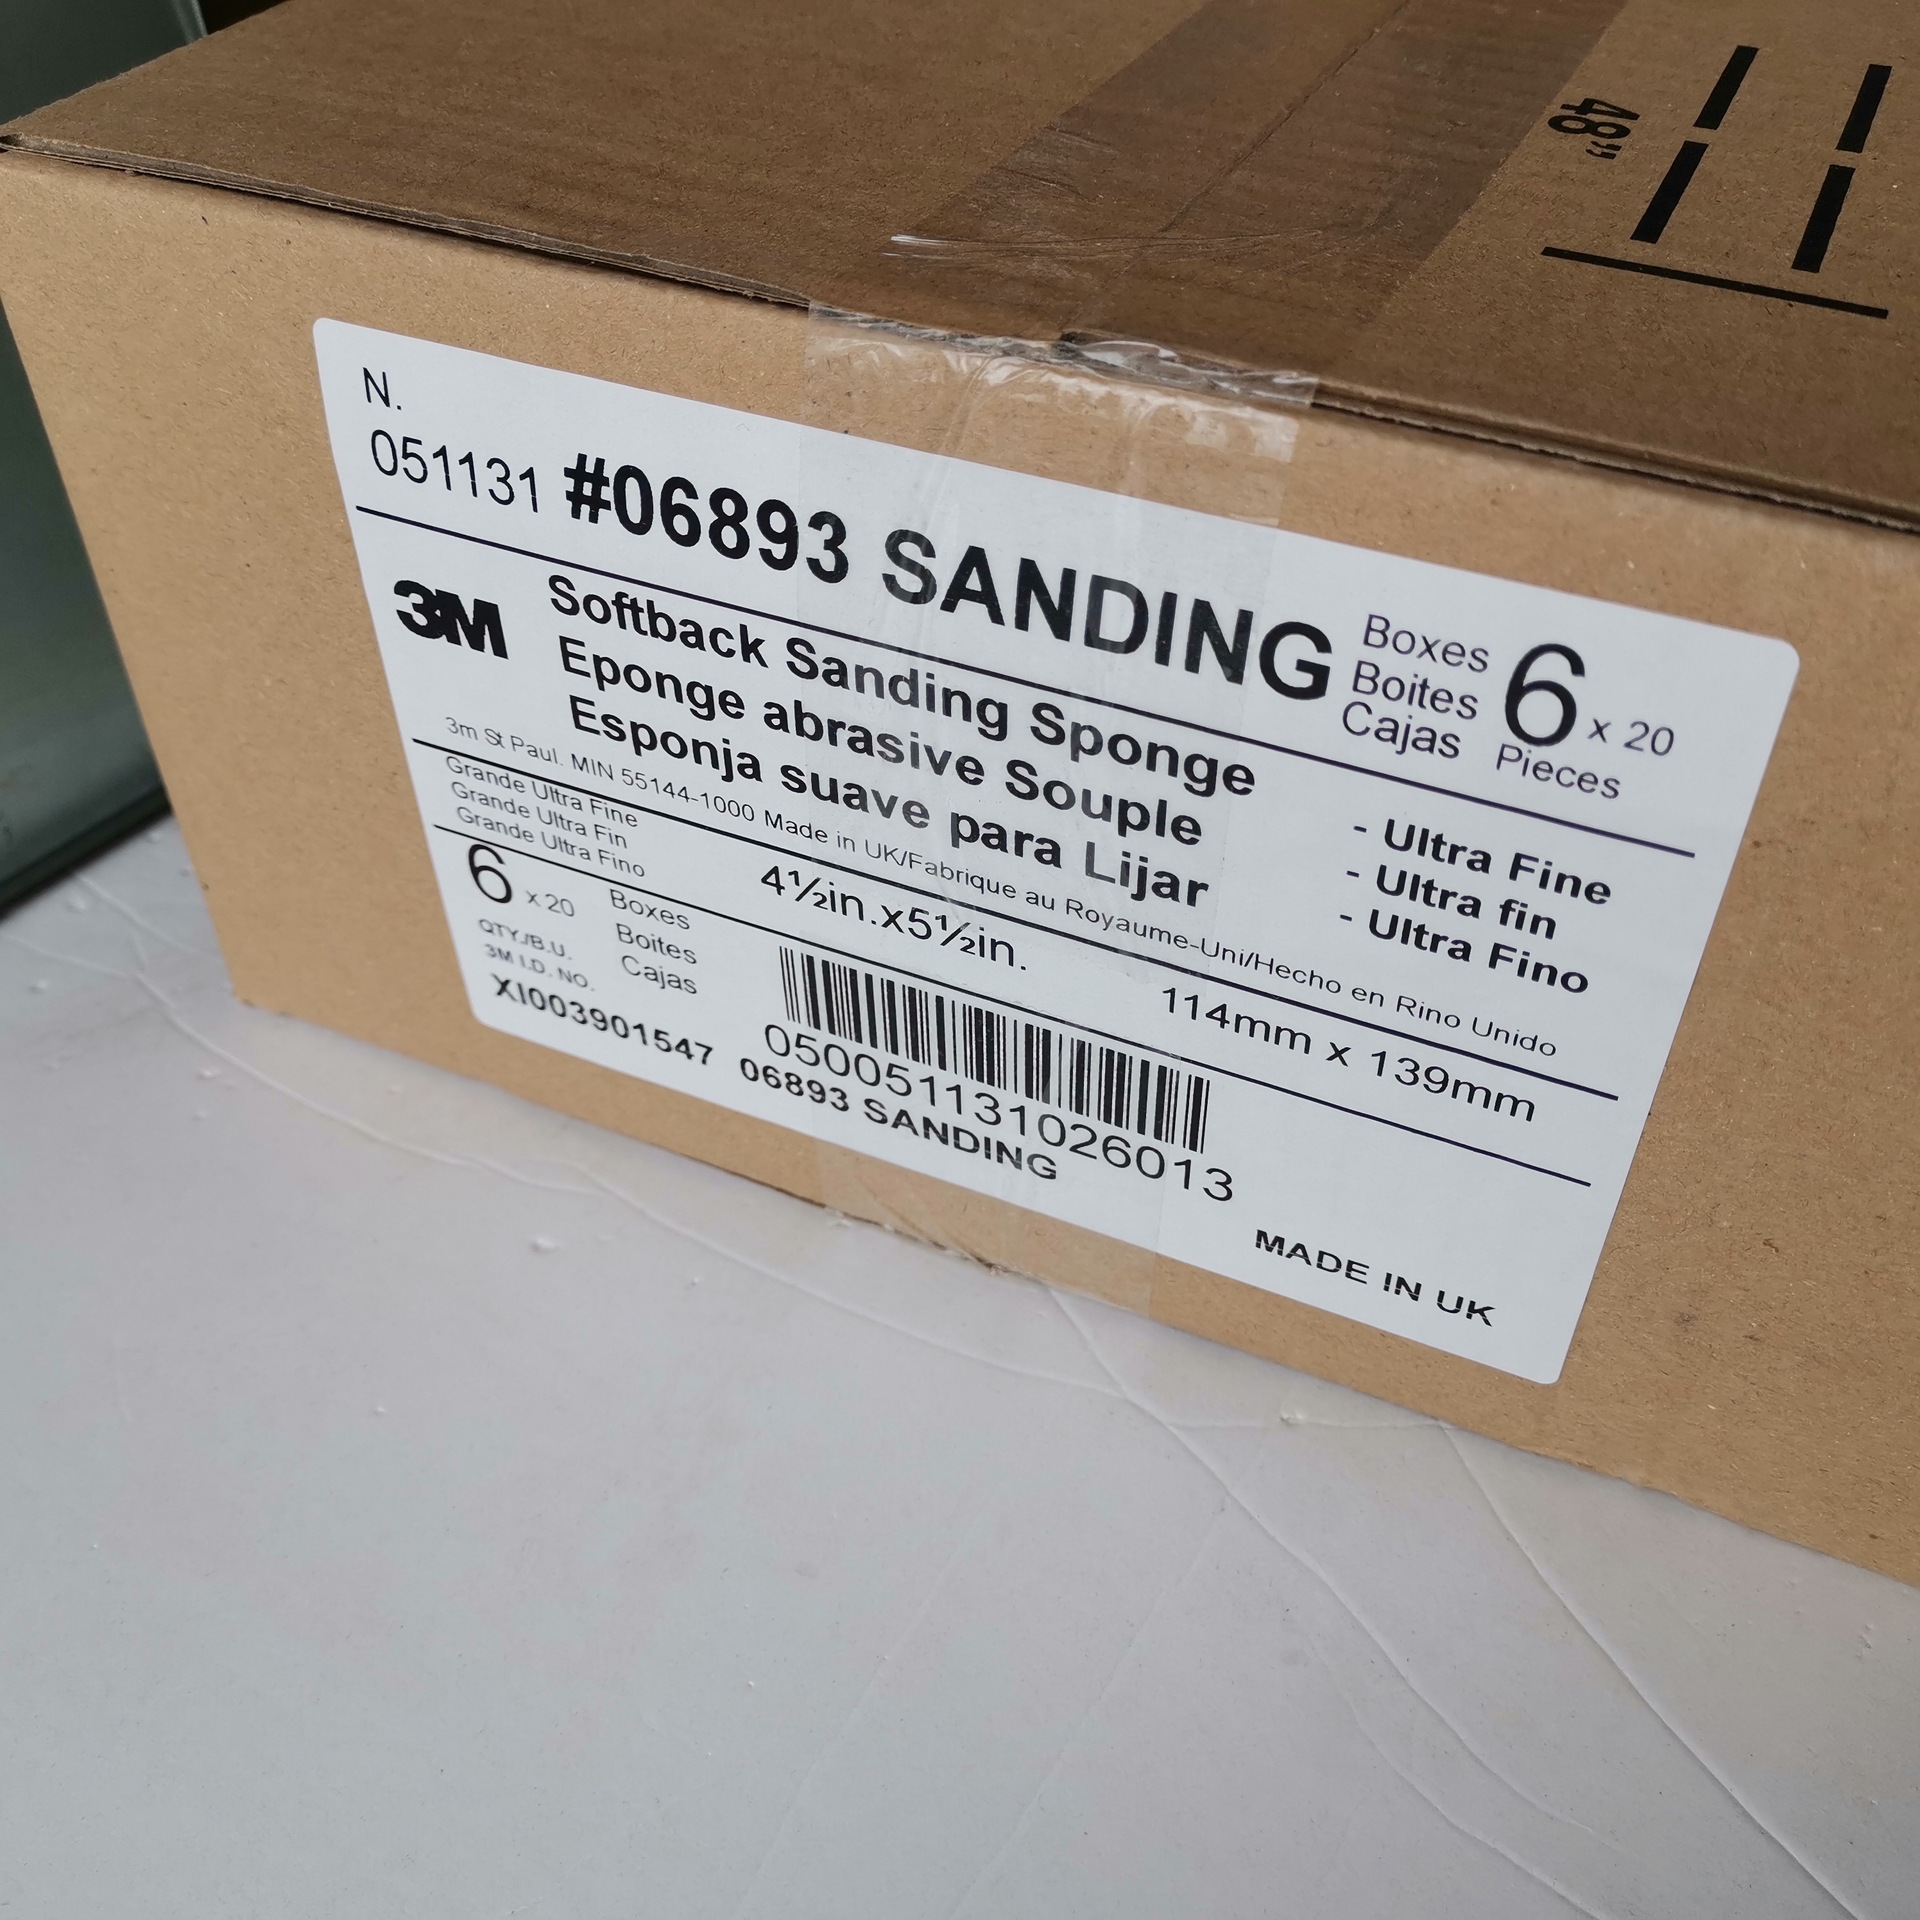 48"
N.
051131 #06893 SANDING
Boxes
Boites
Cajas
6 x 20
Pieces
3M
Softback Sanding Sponge - Ultra Fine
Eponge abrasive Souple - Ultra fin
Esponja suave para Lijar - Ultra Fino
3m St Paul. MIN 55144-1000 Made in UK/Fabrique au Royaume-Uni/Hecho en Rino Unido
Grande Ultra Fine
Grande Ultra Fin
Grande Ultra Fino
4½in.x5½in. 114mm x 139mm
6 x 20
Boxes
Boites
Cajas
QTY./B.U.
3M I.D. NO.
XI003901547
050051131026013
06893 SANDING
MADE IN UK